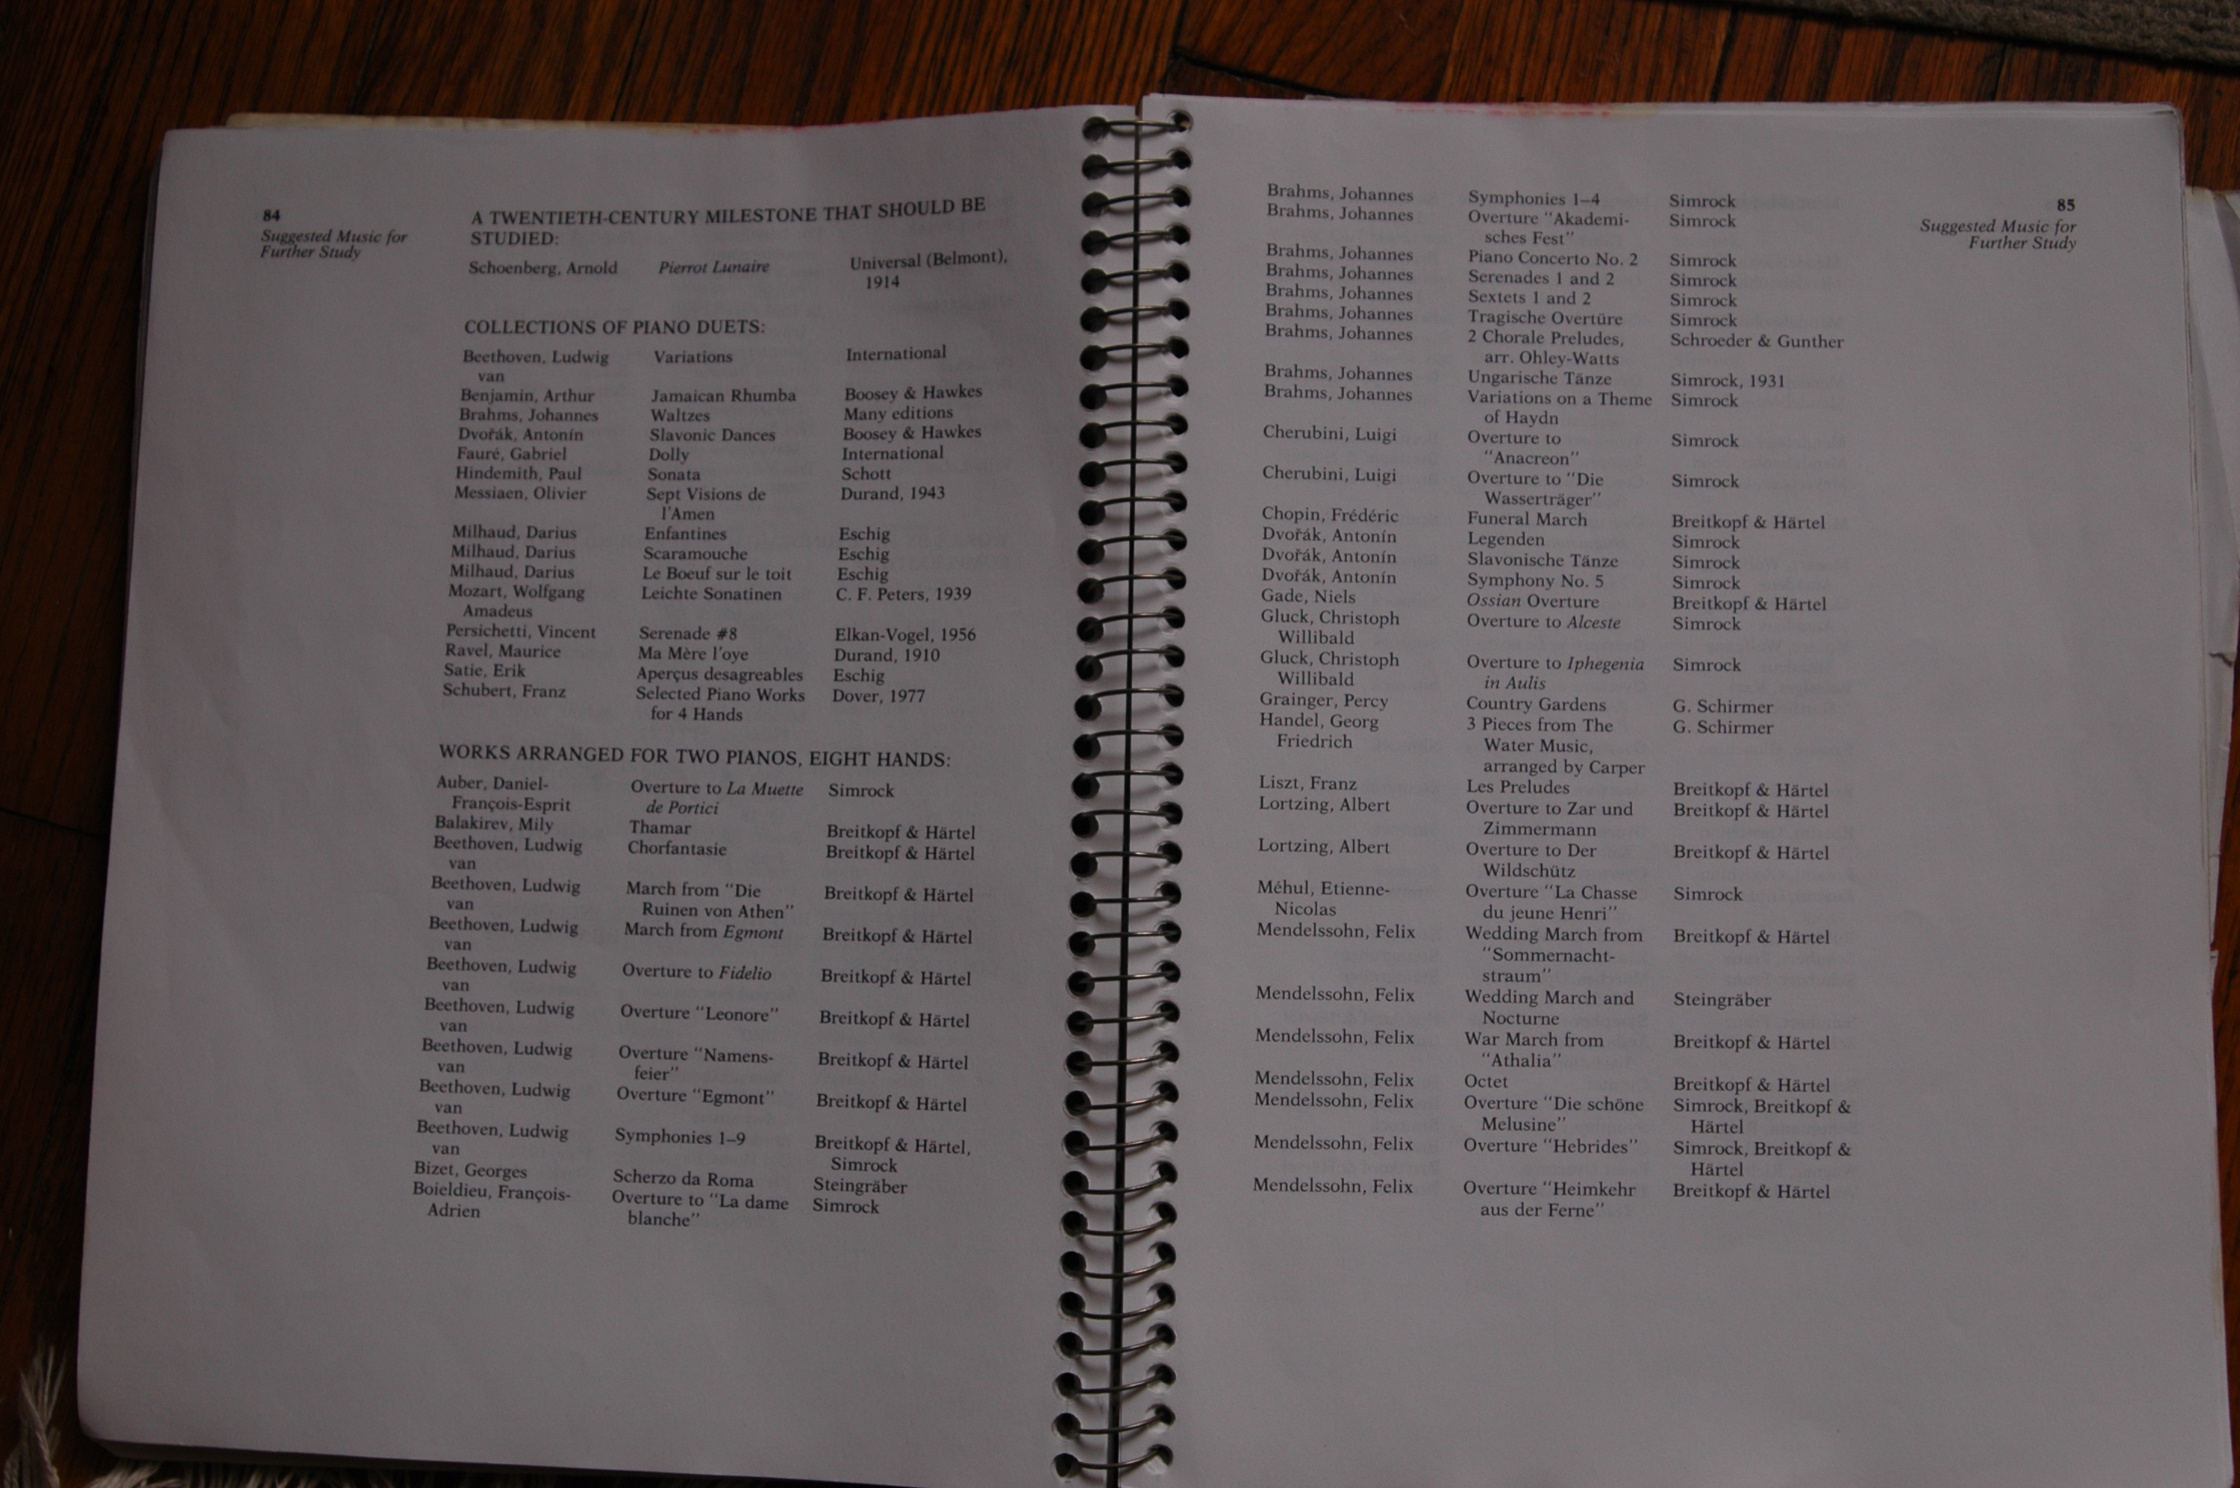 84
Suggested Music for
Further Study
A TWENTIETH-CENTURY MILESTONE THAT SHOULD BE
STUDIED:
Schoenberg, Arnold Pierrot Lunaire Universal (Belmont),
1914
COLLECTIONS OF PIANO DUETS:
Beethoven, Ludwig Variations International
van
Benjamin, Arthur Jamaican Rhumba Boosey & Hawkes
Brahms, Johannes Waltzes Many editions
Dvořák, Antonín Slavonic Dances Boosey & Hawkes
Fauré, Gabriel Dolly International
Hindemith, Paul Sonata Schott
Messiaen, Olivier Sept Visions de Durand, 1943
l'Amen
Milhaud, Darius Enfantines Eschig
Milhaud, Darius Scaramouche Eschig
Milhaud, Darius Le Boeuf sur le toit Eschig
Mozart, Wolfgang Leichte Sonatinen C. F. Peters, 1939
Amadeus
Persichetti, Vincent Serenade #8 Elkan-Vogel, 1956
Ravel, Maurice Ma Mère l'oye Durand, 1910
Satie, Erik Aperçus desagreables Eschig
Schubert, Franz Selected Piano Works Dover, 1977
for 4 Hands
WORKS ARRANGED FOR TWO PIANOS, EIGHT HANDS:
Auber, Daniel- Overture to La Muette Simrock
François-Esprit de Portici
Balakirev, Mily Thamar Breitkopf & Härtel
Beethoven, Ludwig Chorfantasie Breitkopf & Härtel
van
Beethoven, Ludwig March from "Die Breitkopf & Härtel
van Ruinen von Athen"
Beethoven, Ludwig March from Egmont Breitkopf & Härtel
van
Beethoven, Ludwig Overture to Fidelio Breitkopf & Härtel
van
Beethoven, Ludwig Overture "Leonore" Breitkopf & Härtel
van
Beethoven, Ludwig Overture "Namens- Breitkopf & Härtel
van feier"
Beethoven, Ludwig Overture "Egmont" Breitkopf & Härtel
van
Beethoven, Ludwig Symphonies 1–9 Breitkopf & Härtel,
van Simrock
Bizet, Georges Scherzo da Roma Steingräber
Boieldieu, François- Overture to "La dame Simrock
Adrien blanche"
85
Suggested Music for
Further Study
Brahms, Johannes Symphonies 1–4 Simrock
Brahms, Johannes Overture "Akademi- Simrock
sches Fest"
Brahms, Johannes Piano Concerto No. 2 Simrock
Brahms, Johannes Serenades 1 and 2 Simrock
Brahms, Johannes Sextets 1 and 2 Simrock
Brahms, Johannes Tragische Overtüre Simrock
Brahms, Johannes 2 Chorale Preludes, Schroeder & Gunther
arr. Ohley-Watts
Brahms, Johannes Ungarische Tänze Simrock, 1931
Brahms, Johannes Variations on a Theme Simrock
of Haydn
Cherubini, Luigi Overture to Simrock
"Anacreon"
Cherubini, Luigi Overture to "Die Simrock
Wasserträger"
Chopin, Frédéric Funeral March Breitkopf & Härtel
Dvořák, Antonín Legenden Simrock
Dvořák, Antonín Slavonische Tänze Simrock
Dvořák, Antonín Symphony No. 5 Simrock
Gade, Niels Ossian Overture Breitkopf & Härtel
Gluck, Christoph Overture to Alceste Simrock
Willibald
Gluck, Christoph Overture to Iphegenia Simrock
Willibald in Aulis
Grainger, Percy Country Gardens G. Schirmer
Handel, Georg 3 Pieces from The G. Schirmer
Friedrich Water Music,
arranged by Carper
Liszt, Franz Les Preludes Breitkopf & Härtel
Lortzing, Albert Overture to Zar und Breitkopf & Härtel
Zimmermann
Lortzing, Albert Overture to Der Breitkopf & Härtel
Wildschütz
Méhul, Etienne- Overture "La Chasse Simrock
Nicolas du jeune Henri"
Mendelssohn, Felix Wedding March from Breitkopf & Härtel
"Sommernacht-
straum"
Mendelssohn, Felix Wedding March and Steingräber
Nocturne
Mendelssohn, Felix War March from Breitkopf & Härtel
"Athalia"
Mendelssohn, Felix Octet Breitkopf & Härtel
Mendelssohn, Felix Overture "Die schöne Simrock, Breitkopf &
Melusine" Härtel
Mendelssohn, Felix Overture "Hebrides" Simrock, Breitkopf &
Härtel
Mendelssohn, Felix Overture "Heimkehr Breitkopf & Härtel
aus der Ferne"